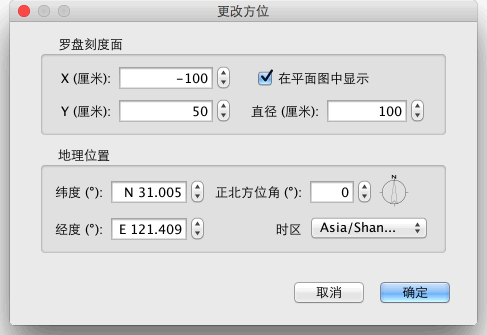 更改方位
罗盘刻度面
X (厘米): -100 在平面图中显示
Y (厘米): 50 直径 (厘米): 100
地理位置
纬度 (°): N 31.005 正北方位角 (°): 0 N
经度 (°): E 121.409 时区 Asia/Shan...
取消 确定